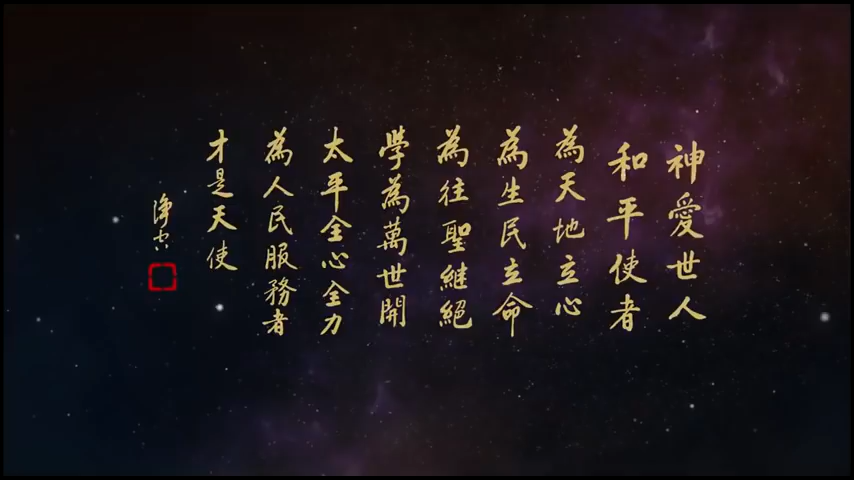 神愛世人
和平使者
為天地立心
為生民立命
為往聖継絕
學為萬世開
太平全心全力
為人民服務者
才是天使
淨空